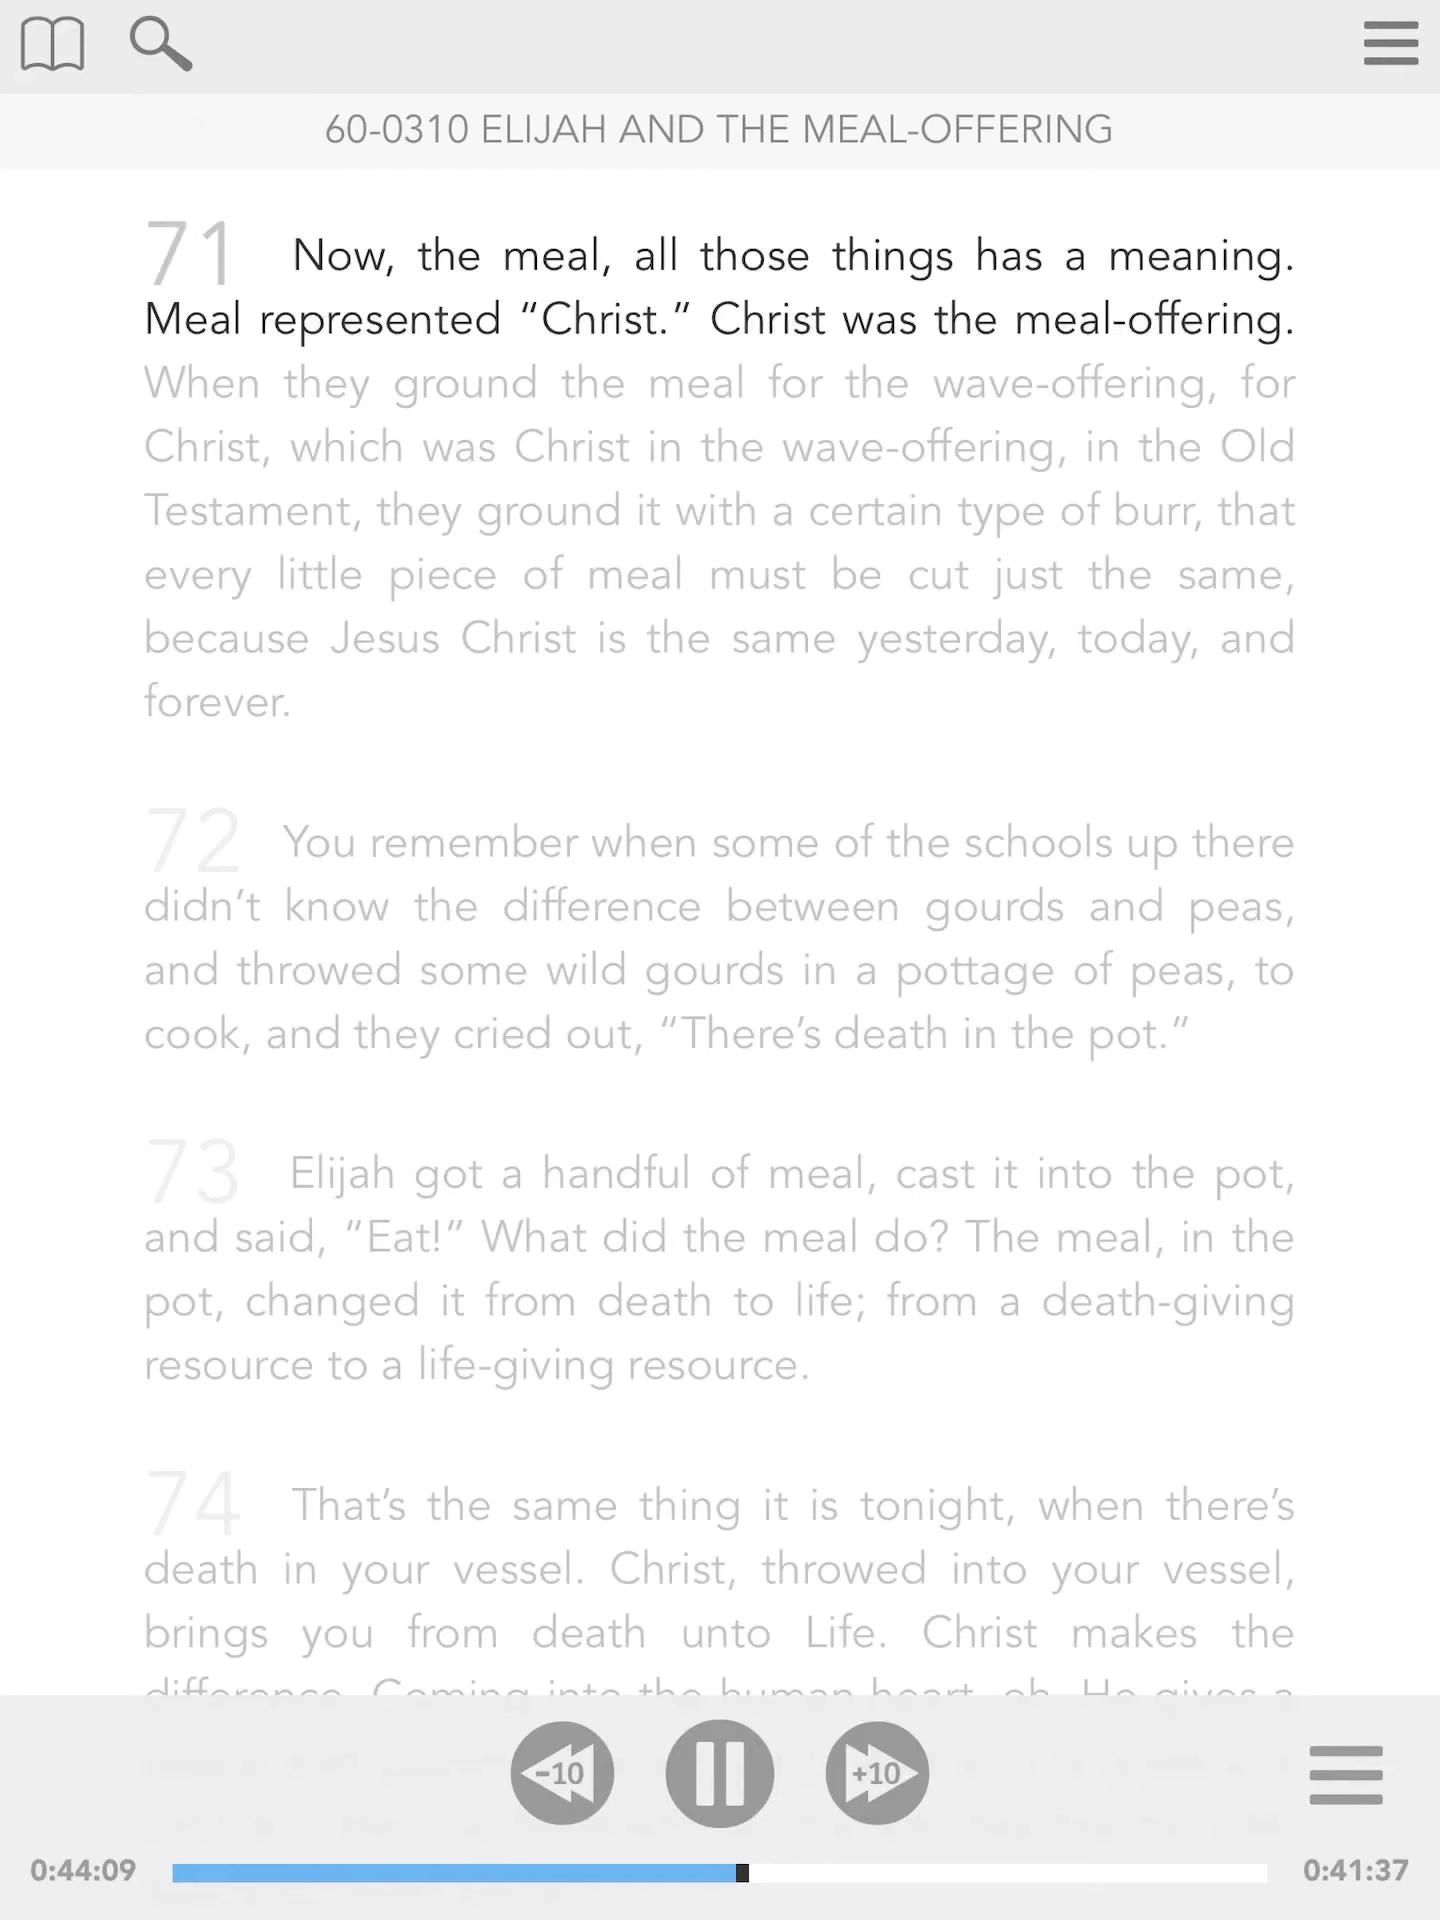 60-0310 ELIJAH AND THE MEAL-OFFERING
71 Now, the meal, all those things has a meaning.
Meal represented “Christ.” Christ was the meal-offering.
When they ground the meal for the wave-offering, for
Christ, which was Christ in the wave-offering, in the Old
Testament, they ground it with a certain type of burr, that
every little piece of meal must be cut just the same,
because Jesus Christ is the same yesterday, today, and
forever.
72 You remember when some of the schools up there
didn’t know the difference between gourds and peas,
and throwed some wild gourds in a pottage of peas, to
cook, and they cried out, “There’s death in the pot.”
73 Elijah got a handful of meal, cast it into the pot,
and said, “Eat!” What did the meal do? The meal, in the
pot, changed it from death to life; from a death-giving
resource to a life-giving resource.
74 That’s the same thing it is tonight, when there’s
death in your vessel. Christ, throwed into your vessel,
brings you from death unto Life. Christ makes the
difference. Coming into the human heart, oh, He gives a
-10 +10
0:44:09 0:41:37